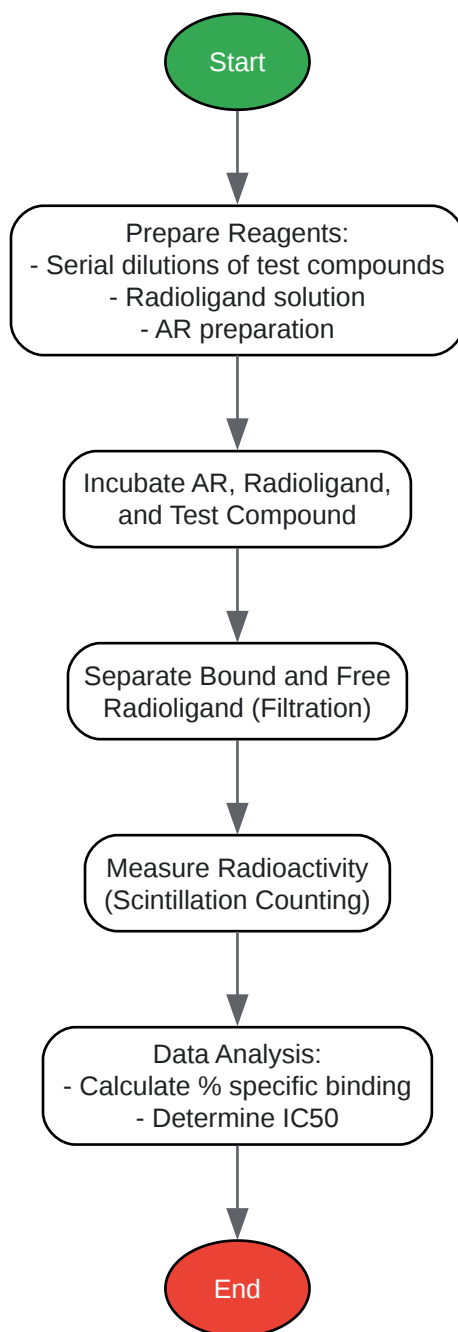 Start
Prepare Reagents:
- Serial dilutions of test compounds
- Radioligand solution
- AR preparation
Incubate AR, Radioligand,
and Test Compound
Separate Bound and Free
Radioligand (Filtration)
Measure Radioactivity
(Scintillation Counting)
Data Analysis:
- Calculate % specific binding
- Determine IC50
End